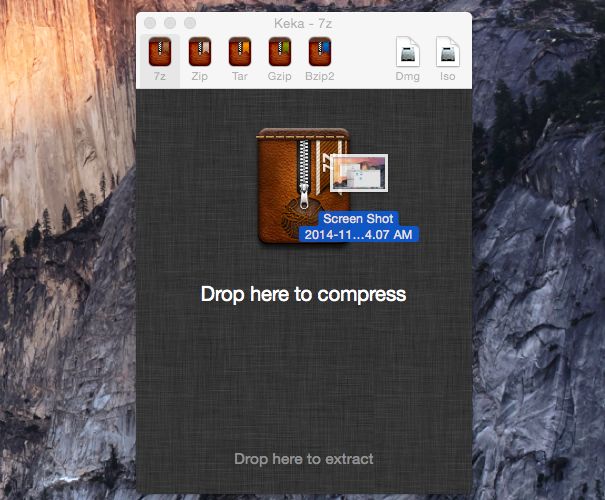 Keka - 7z
7z Zip Tar Gzip Bzip2 Dmg Iso
7z
Screen Shot
2014-11...4.07 AM
Drop here to compress
Drop here to extract